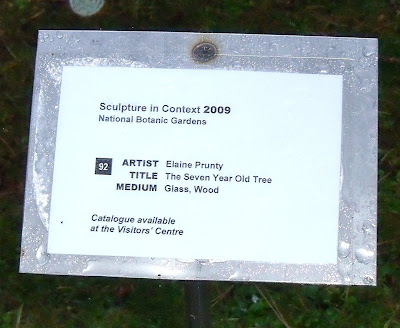 Sculpture in Context 2009
National Botanic Gardens
92 ARTIST Elaine Prunty
TITLE The Seven Year Old Tree
MEDIUM Glass, Wood
Catalogue available
at the Visitors' Centre